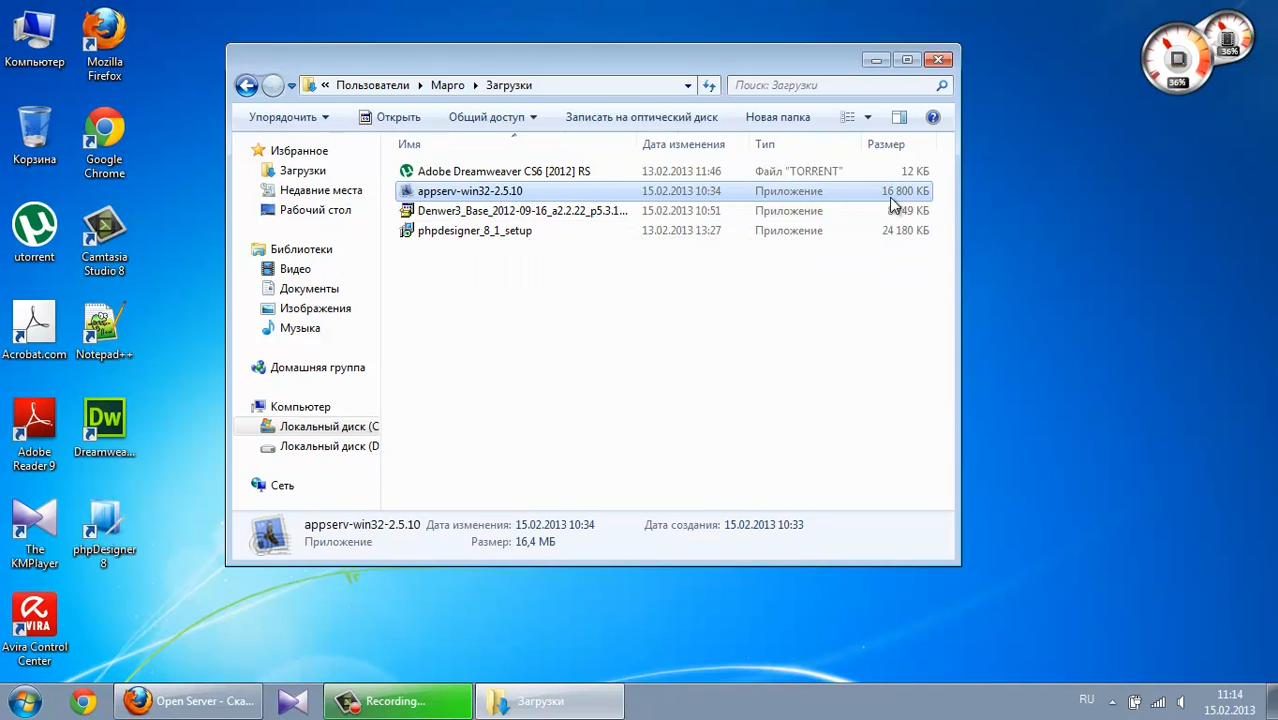 Компьютер
Mozilla
Firefox
Корзина
Google
Chrome
utorrent
Camtasia
Studio 8
Acrobat.com
Notepad++
Adobe
Reader 9
Dreamwea...
The
KMPlayer
phpDesigner
8
Avira Control
Center
36%
36%
« Пользователи Марго Загрузки
Поиск: Загрузки
Упорядочить Открыть Общий доступ Записать на оптический диск Новая папка
Избранное
Загрузки
Недавние места
Рабочий стол
Библиотеки
Видео
Документы
Изображения
Музыка
Домашняя группа
Компьютер
Локальный диск (C
Локальный диск (D
Сеть
Имя Дата изменения Тип Размер
Adobe Dreamweaver CS6 [2012] RS 13.02.2013 11:46 Файл "TORRENT" 12 КБ
appserv-win32-2.5.10 15.02.2013 10:34 Приложение 16 800 КБ
Denwer3_Base_2012-09-16_a2.2.22_p5.3.1... 15.02.2013 10:51 Приложение КБ
phpdesigner_8_1_setup 13.02.2013 13:27 Приложение 24 180 КБ
appserv-win32-2.5.10 Дата изменения: 15.02.2013 10:34 Дата создания: 15.02.2013 10:33
Приложение Размер: 16,4 МБ
Open Server - Ска...
Recording...
Загрузки
RU
11:14
15.02.2013